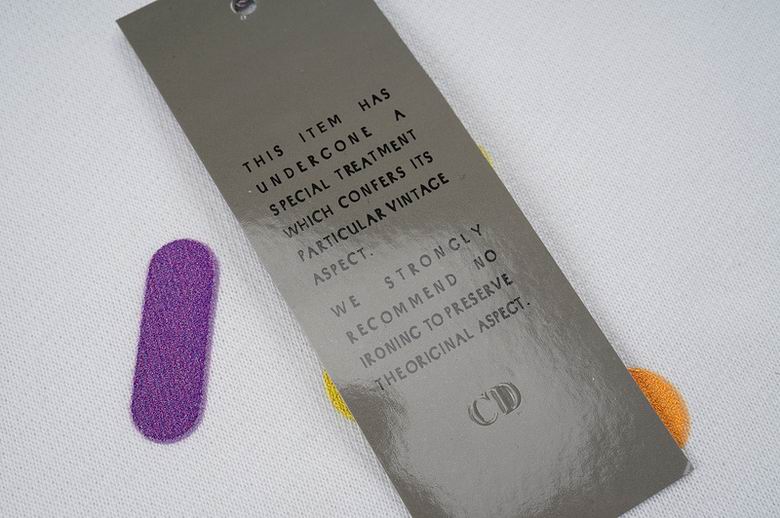 THIS ITEM HAS
UNDERGONE A
SPECIAL TREATMENT
WHICH CONFERS ITS
PARTICULAR VINTAGE
ASPECT.
WE STRONGLY
RECOMMEND NO
IRONING TO PRESERVE
THE ORIGINAL ASPECT.
CD